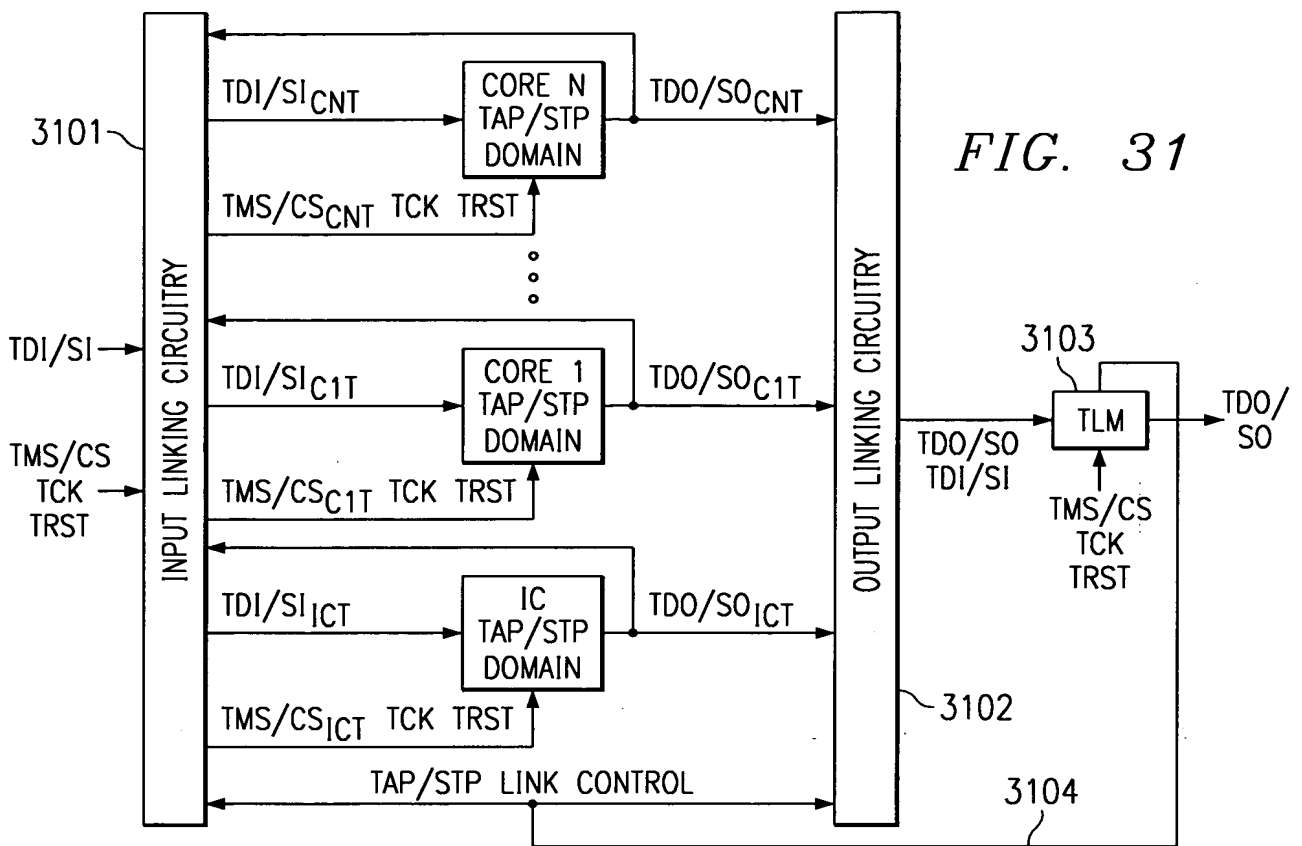 FIG. 31
3101
INPUT LINKING CIRCUITRY
TDI/SI
TMS/CS
TCK
TRST
TDI/SI CNT
CORE N
TAP/STP
DOMAIN
TDO/SO CNT
TMS/CS CNT TCK TRST
TDI/SI C1T
CORE 1
TAP/STP
DOMAIN
TDO/SO C1T
TMS/CS C1T TCK TRST
TDI/SI ICT
IC
TAP/STP
DOMAIN
TDO/SO ICT
TMS/CS ICT TCK TRST
TAP/STP LINK CONTROL
OUTPUT LINKING CIRCUITRY
3102
TDO/SO
TDI/SI
3103
TLM
TMS/CS
TCK
TRST
TDO/
SO
3104